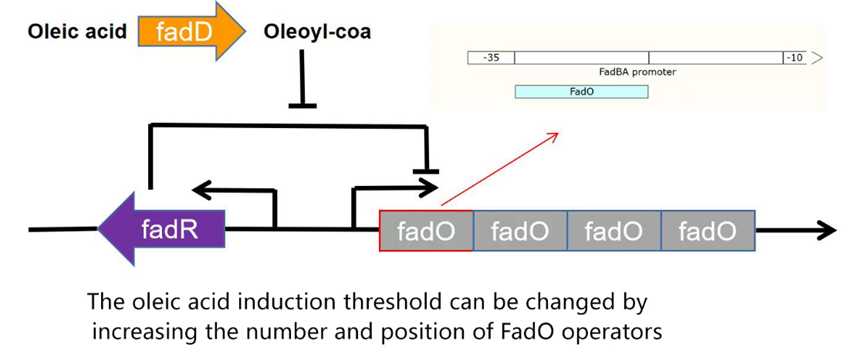 Oleic acid fadD Oleoyl-coa
-35 -10
FadBA promoter
FadO
fadR fadO fadO fadO fadO
The oleic acid induction threshold can be changed by
increasing the number and position of FadO operators